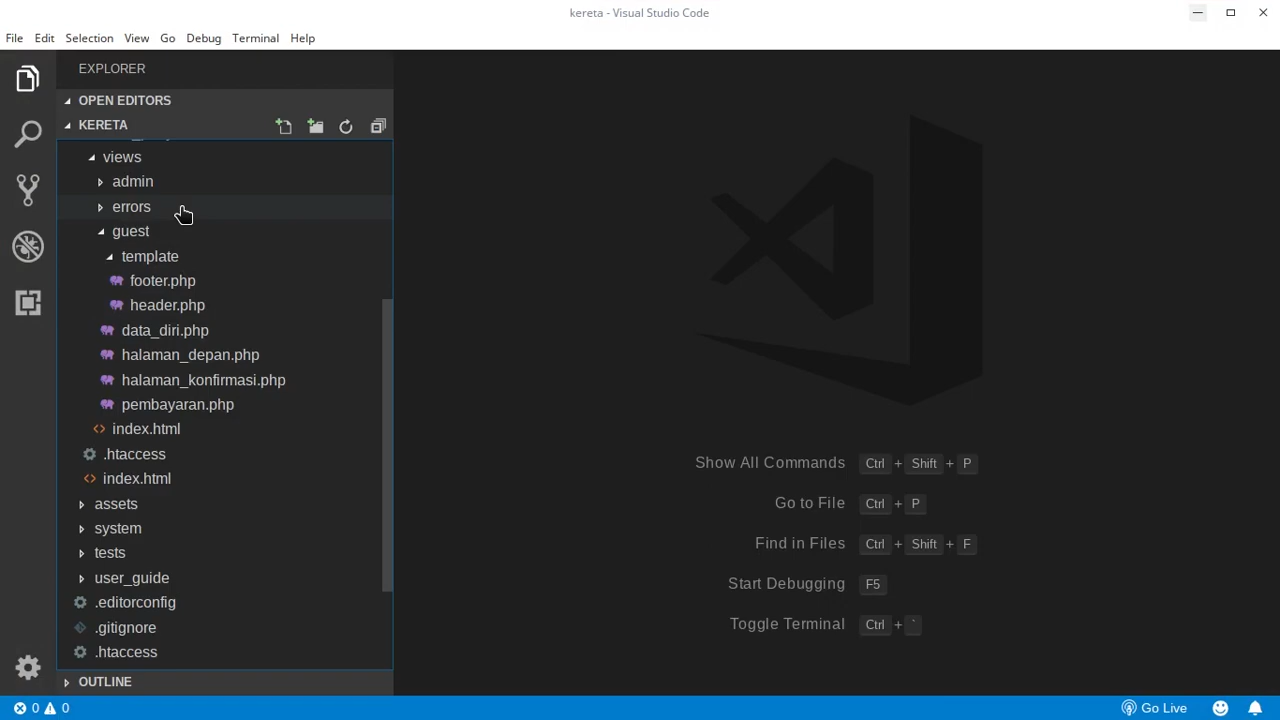 kereta - Visual Studio Code
File Edit Selection View Go Debug Terminal Help
EXPLORER
OPEN EDITORS
KERETA
views
admin
errors
guest
template
footer.php
header.php
data_diri.php
halaman_depan.php
halaman_konfirmasi.php
pembayaran.php
index.html
.htaccess
index.html
assets
system
tests
user_guide
.editorconfig
.gitignore
.htaccess
OUTLINE
Show All Commands Ctrl + Shift + P
Go to File Ctrl + P
Find in Files Ctrl + Shift + F
Start Debugging F5
Toggle Terminal Ctrl + `
0 0 Go Live